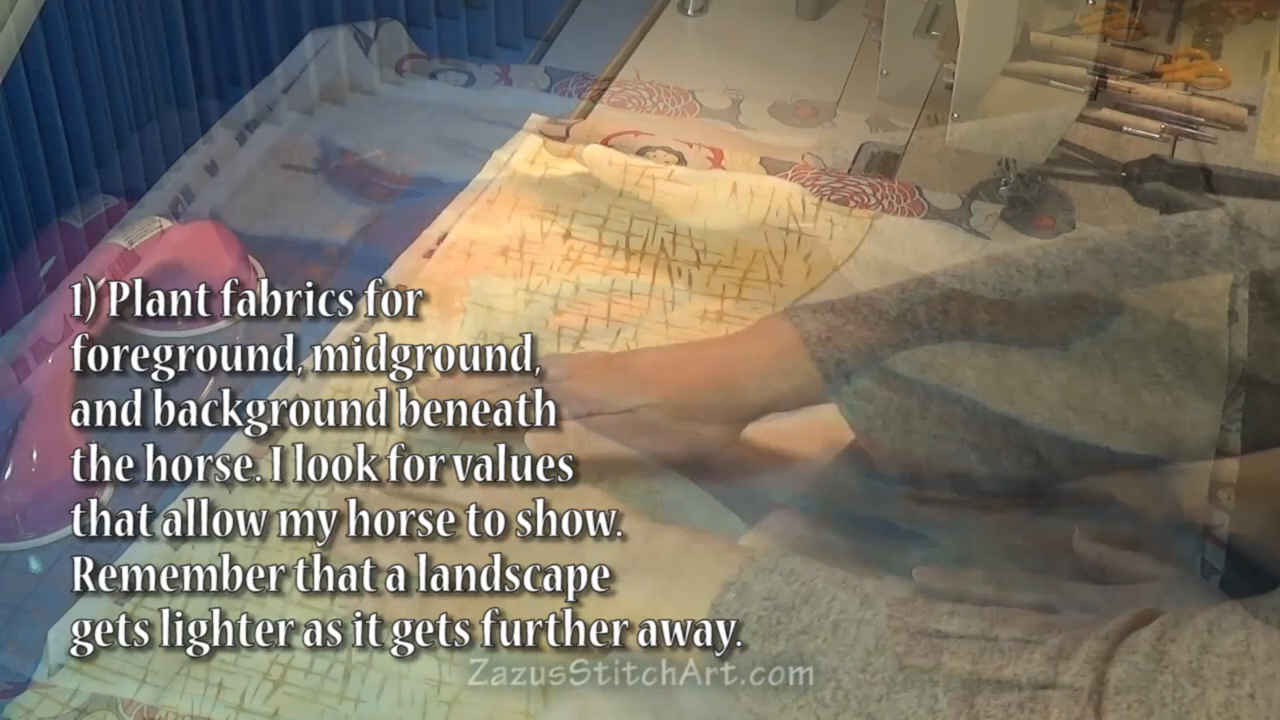 1) Plant fabrics for
foreground, midground,
and background beneath
the horse. I look for values
that allow my horse to show.
Remember that a landscape
gets lighter as it gets further away.
ZazusStitchArt.com